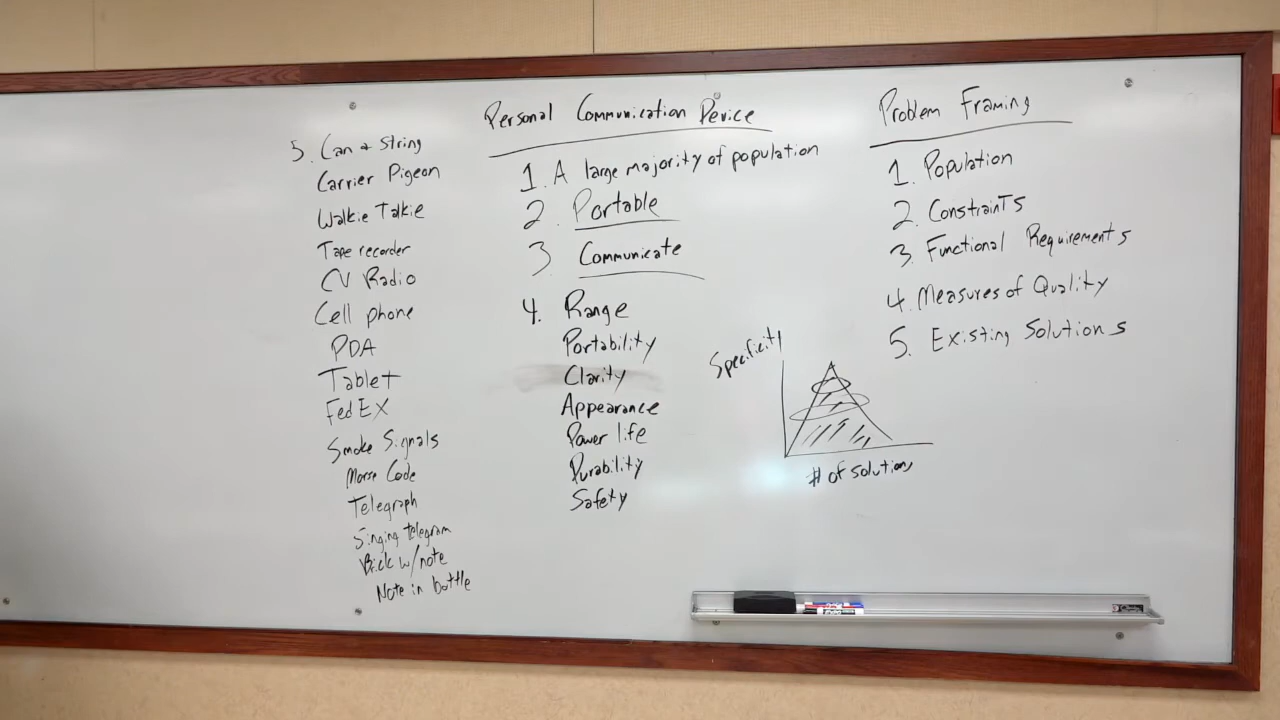 Personal Communication Device
1. A large majority of population
2. Portable
3 Communicate
4. Range
Portability
Clarity
Appearance
Power life
Durability
Safety
5. Can & String
Carrier Pigeon
Walkie Talkie
Tape recorder
CV Radio
Cell phone
PDA
Tablet
Fed EX
Smoke Signals
Morse Code
Telegraph
Singing telegram
Brick w/note
Note in bottle
Problem Framing
1. Population
2. Constraints
3. Functional Requirements
4. Measures of Quality
5. Existing Solutions
Specificity
# of solutions